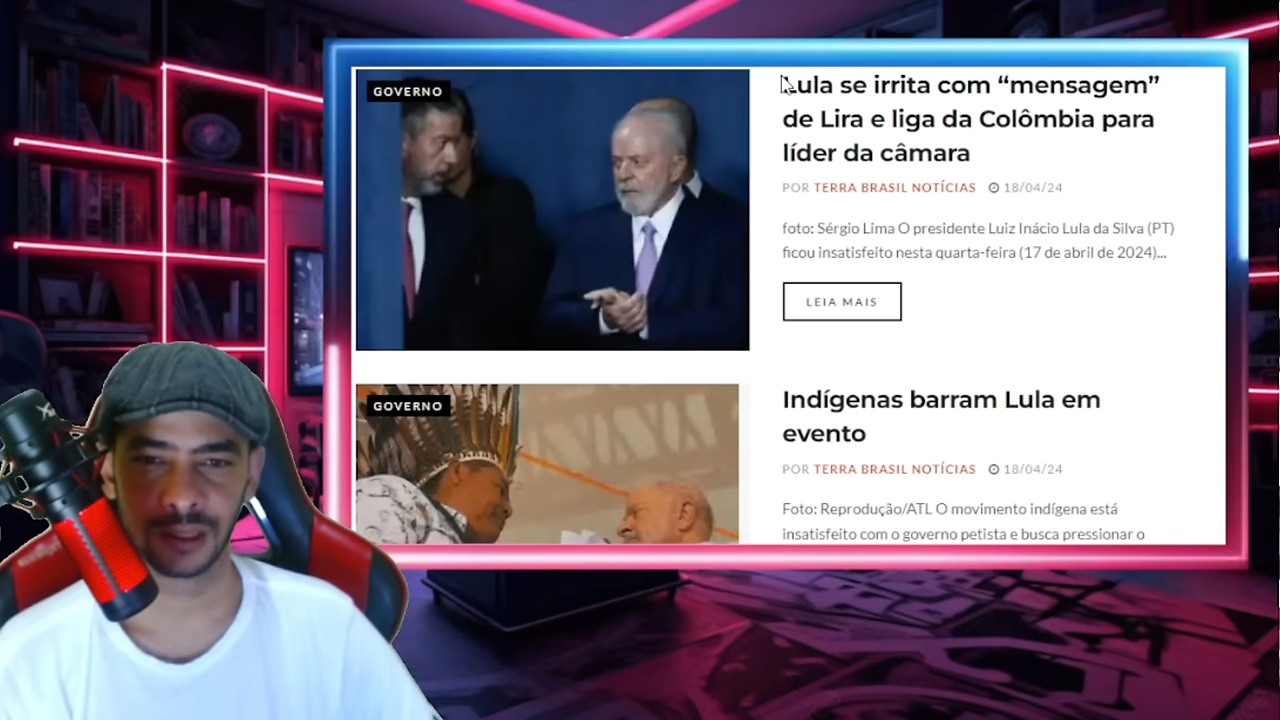 GOVERNO
Lula se irrita com “mensagem”
de Lira e liga da Colômbia para
líder da câmara
POR TERRA BRASIL NOTÍCIAS 18/04/24
foto: Sérgio Lima O presidente Luiz Inácio Lula da Silva (PT)
ficou insatisfeito nesta quarta-feira (17 de abril de 2024)...
LEIA MAIS
GOVERNO
Indígenas barram Lula em
evento
POR TERRA BRASIL NOTÍCIAS 18/04/24
Foto: Reprodução/ATL O movimento indígena está
insatisfeito com o governo petista e busca pressionar o